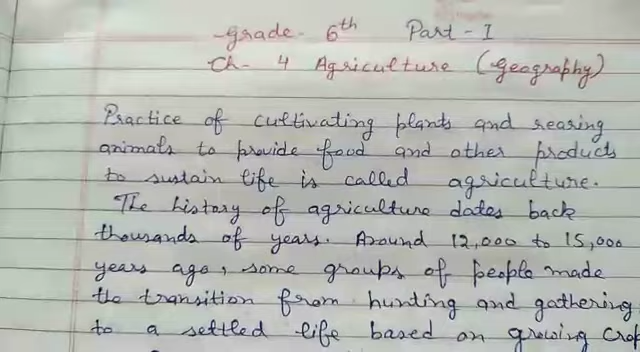 Grade- 6th Part - I
Ch- 4 Agriculture (Geography)
Practice of cultivating plants and rearing
animals to provide food and other products
to sustain life is called agriculture.
The history of agriculture dates back
thousands of years. Around 12,000 to 15,000
years ago, some groups of people made
the transition from hunting and gathering
to a settled life based on growing crop